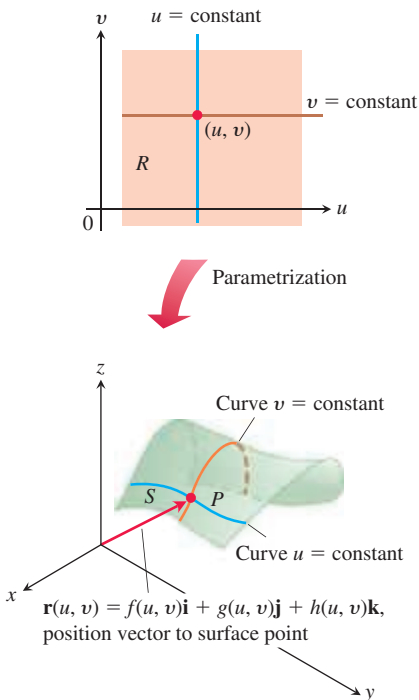 u = constant
υ
υ = constant
(u, υ)
R
0
u
Parametrization
z
Curve υ = constant
S
P
Curve u = constant
x
r(u, υ) = f(u, υ)i + g(u, υ)j + h(u, υ)k,
position vector to surface point
y